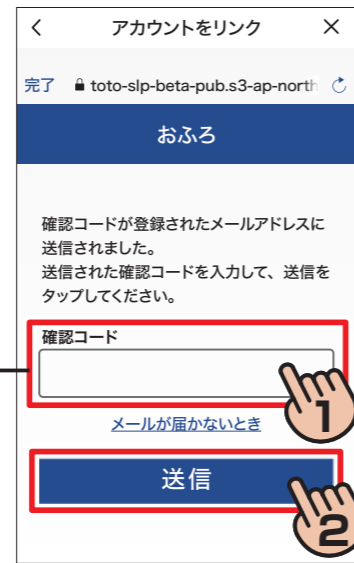 アカウントをリンク
完了 toto-slp-beta-pub.s3-ap-north
おふろ
確認コードが登録されたメールアドレスに
送信されました。
送信された確認コードを入力して、送信を
タップしてください。
確認コード
1
メールが届かないとき
送信
2